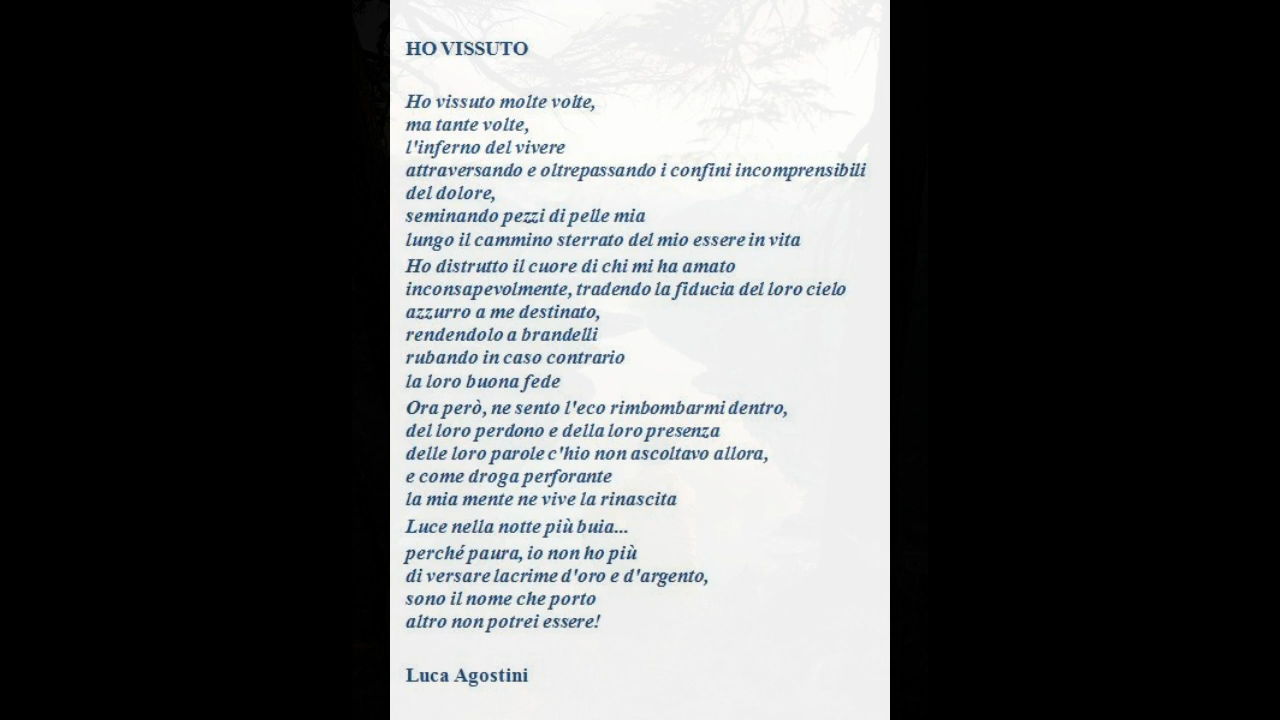 HO VISSUTO
Ho vissuto molte volte,
ma tante volte,
l'inferno del vivere
attraversando e oltrepassando i confini incomprensibili
del dolore,
seminando pezzi di pelle mia
lungo il cammino sterrato del mio essere in vita
Ho distrutto il cuore di chi mi ha amato
inconsapevolmente, tradendo la fiducia del loro cielo
azzurro a me destinato,
rendendolo a brandelli
rubando in caso contrario
la loro buona fede
Ora però, ne sento l'eco rimbombarmi dentro,
del loro perdono e della loro presenza
delle loro parole c'hio non ascoltavo allora,
e come droga perforante
la mia mente ne vive la rinascita
Luce nella notte più buia...
perché paura, io non ho più
di versare lacrime d'oro e d'argento,
sono il nome che porto
altro non potrei essere!
Luca Agostini